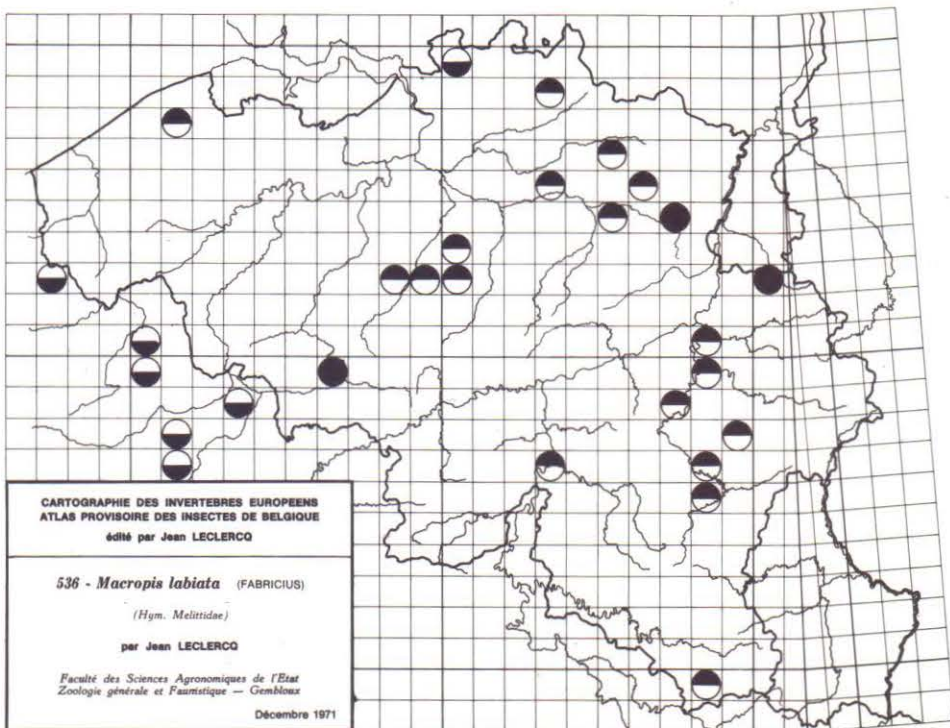 CARTOGRAPHIE DES INVERTEBRES EUROPEENS
ATLAS PROVISOIRE DES INSECTES DE BELGIQUE
édité par Jean LECLERCQ
536 - Macropis labiata (FABRICIUS)
(Hym. Melittidae)
par Jean LECLERCQ
Faculté des Sciences Agronomiques de l'Etat
Zoologie générale et Faunistique — Gembloux
Décembre 1971